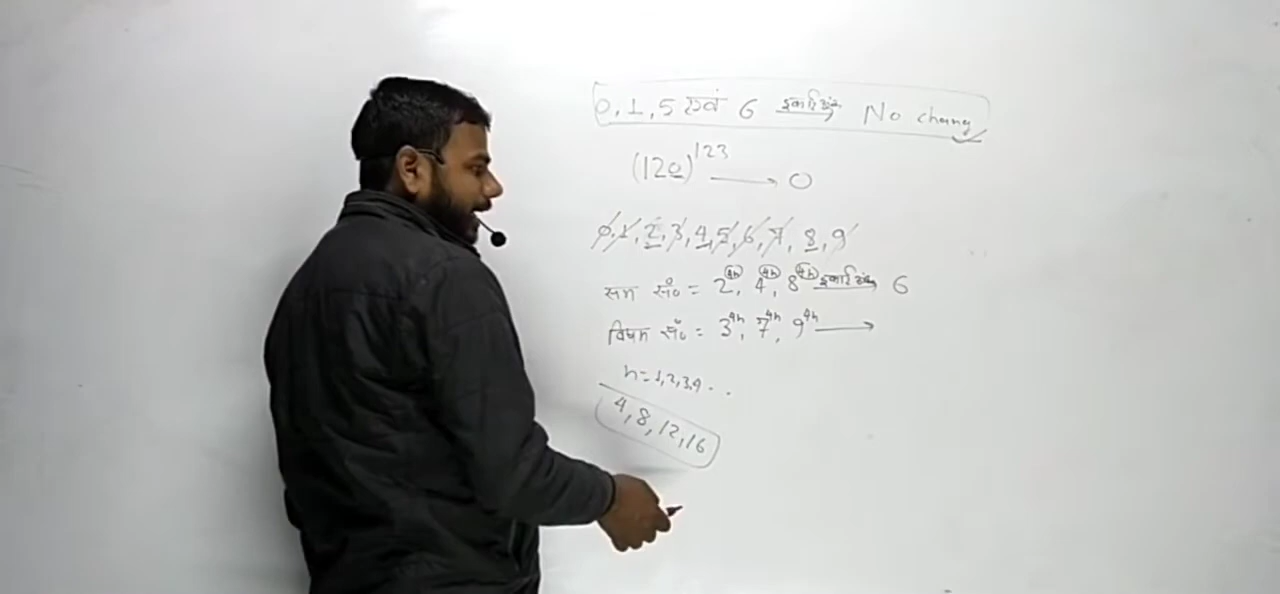 0, 1, 5 एवं 6 इकाई अंक No chang
(120)¹²³ → 0
0, 1, 2, 3, 4, 5, 6, 7, 8, 9
सम सं० = 2⁴ⁿ, 4⁴ⁿ, 8⁴ⁿ इकाई अंक 6
विषम सं० = 3⁴ⁿ, 7⁴ⁿ, 9⁴ⁿ →
n = 1, 2, 3, 4 - - .
4, 8, 12, 16